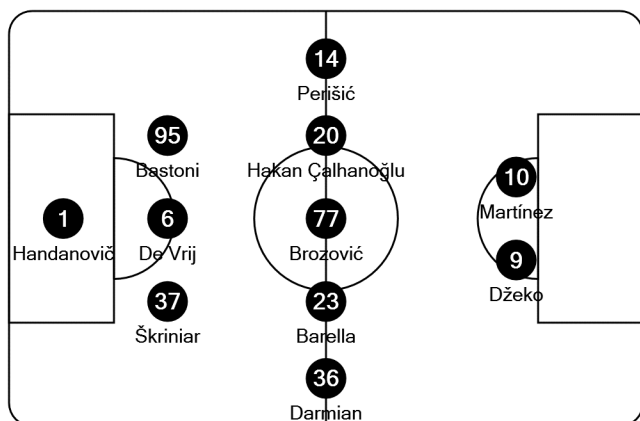 14
Perišić
95
Bastoni
20
Hakan Çalhanoğlu
10
Martínez
1
Handanovič
6
De Vrij
77
Brozović
9
Džeko
37
Škriniar
23
Barella
36
Darmian